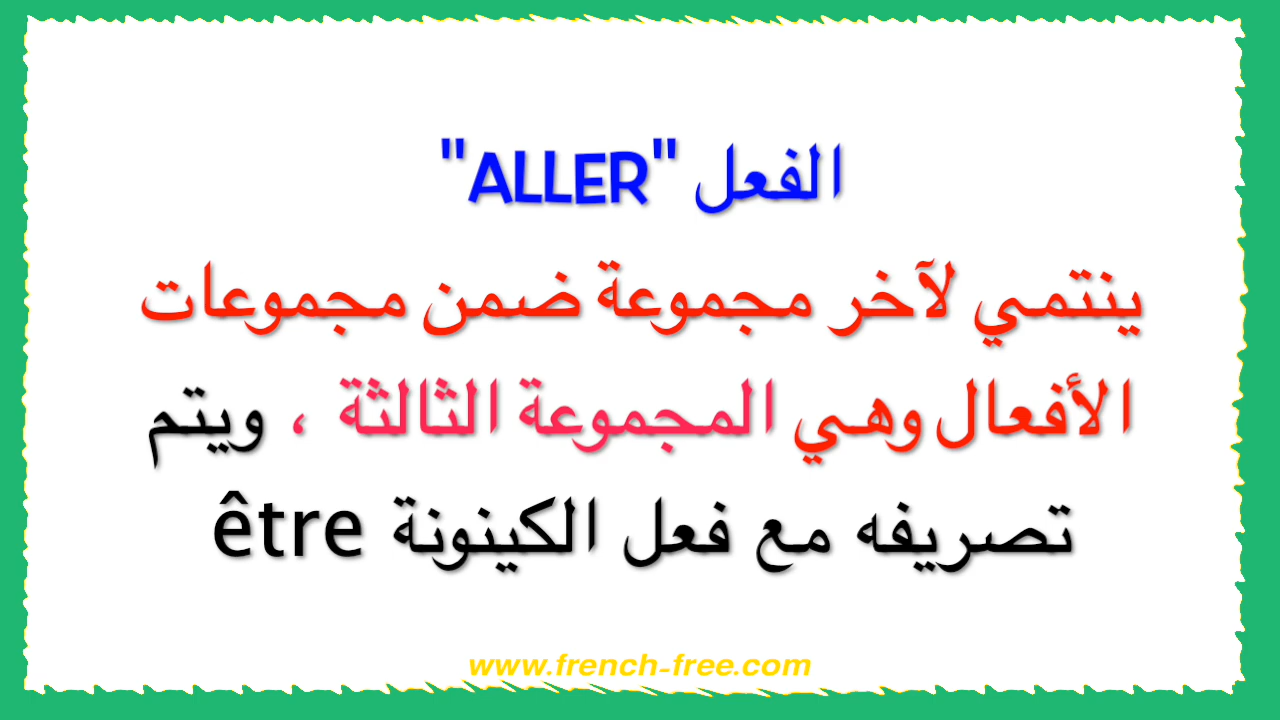 الفعل "ALLER"
ينتمي لآخر مجموعة ضمن مجموعات
الأفعال وهي المجموعة الثالثة ، ويتم
تصريفه مع فعل الكينونة être
www.french-free.com